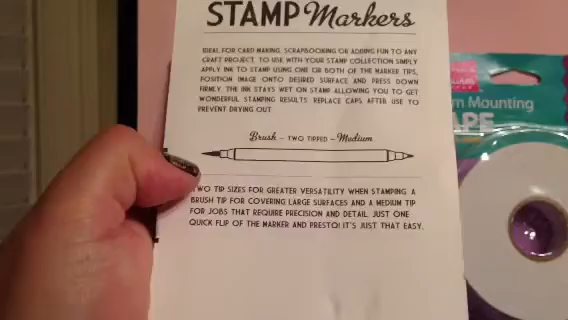 STAMP Markers
IDEAL FOR CARD MAKING, SCRAPBOOKING OR ADDING FUN TO ANY
CRAFT PROJECT. TO USE WITH YOUR STAMP COLLECTION SIMPLY
APPLY INK TO STAMP USING ONE OR BOTH OF THE MARKER TIPS,
POSITION IMAGE ONTO DESIRED SURFACE AND PRESS DOWN
FIRMLY. THE INK STAYS WET ON STAMP ALLOWING YOU TO GET
WONDERFUL STAMPING RESULTS. REPLACE CAPS AFTER USE TO
PREVENT DRYING OUT.
Brush - TWO TIPPED - Medium
TWO TIP SIZES FOR GREATER VERSATILITY WHEN STAMPING. A
BRUSH TIP FOR COVERING LARGE SURFACES AND A MEDIUM TIP
FOR JOBS THAT REQUIRE PRECISION AND DETAIL. JUST ONE
QUICK FLIP OF THE MARKER AND PRESTO! IT'S JUST THAT EASY.
m Mounting
APE